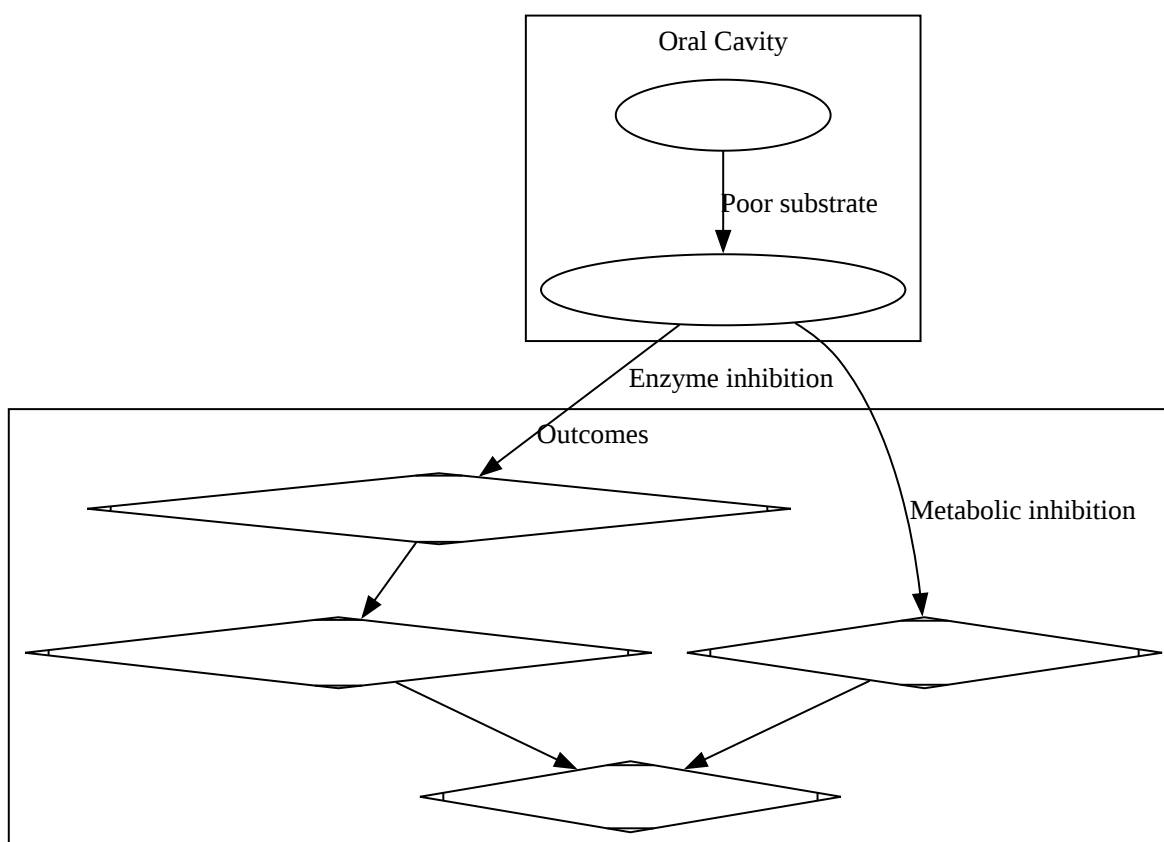 Oral Cavity
Poor substrate
Enzyme inhibition
Outcomes
Metabolic inhibition